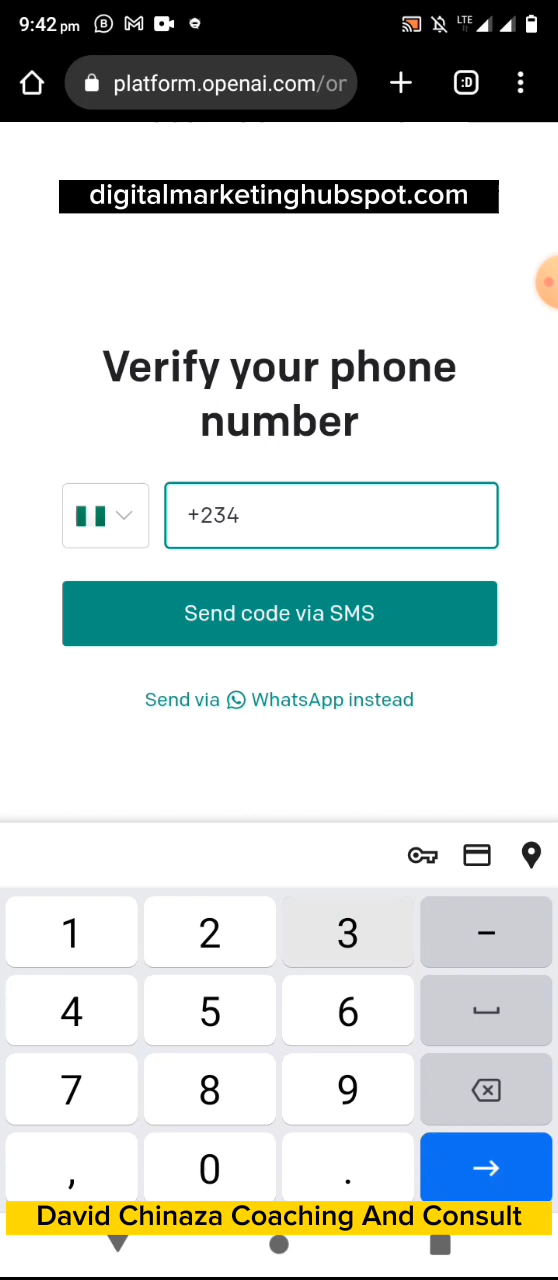 9:42 pm
LTE
platform.openai.com/or
:D
digitalmarketinghubspot.com
Verify your phone
number
+234
Send code via SMS
Send via WhatsApp instead
1 2 3 -
4 5 6
7 8 9
, 0 .
David Chinaza Coaching And Consult